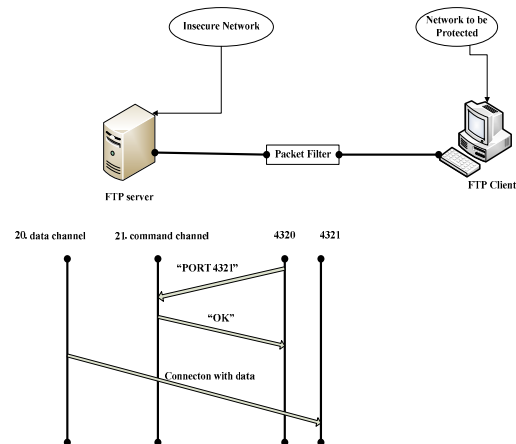 Insecure Network
Network to be
Protected
Packet Filter
FTP server
FTP Client
20. data channel 21. command channel 4320 4321
“PORT 4321”
“OK”
Connecton with data